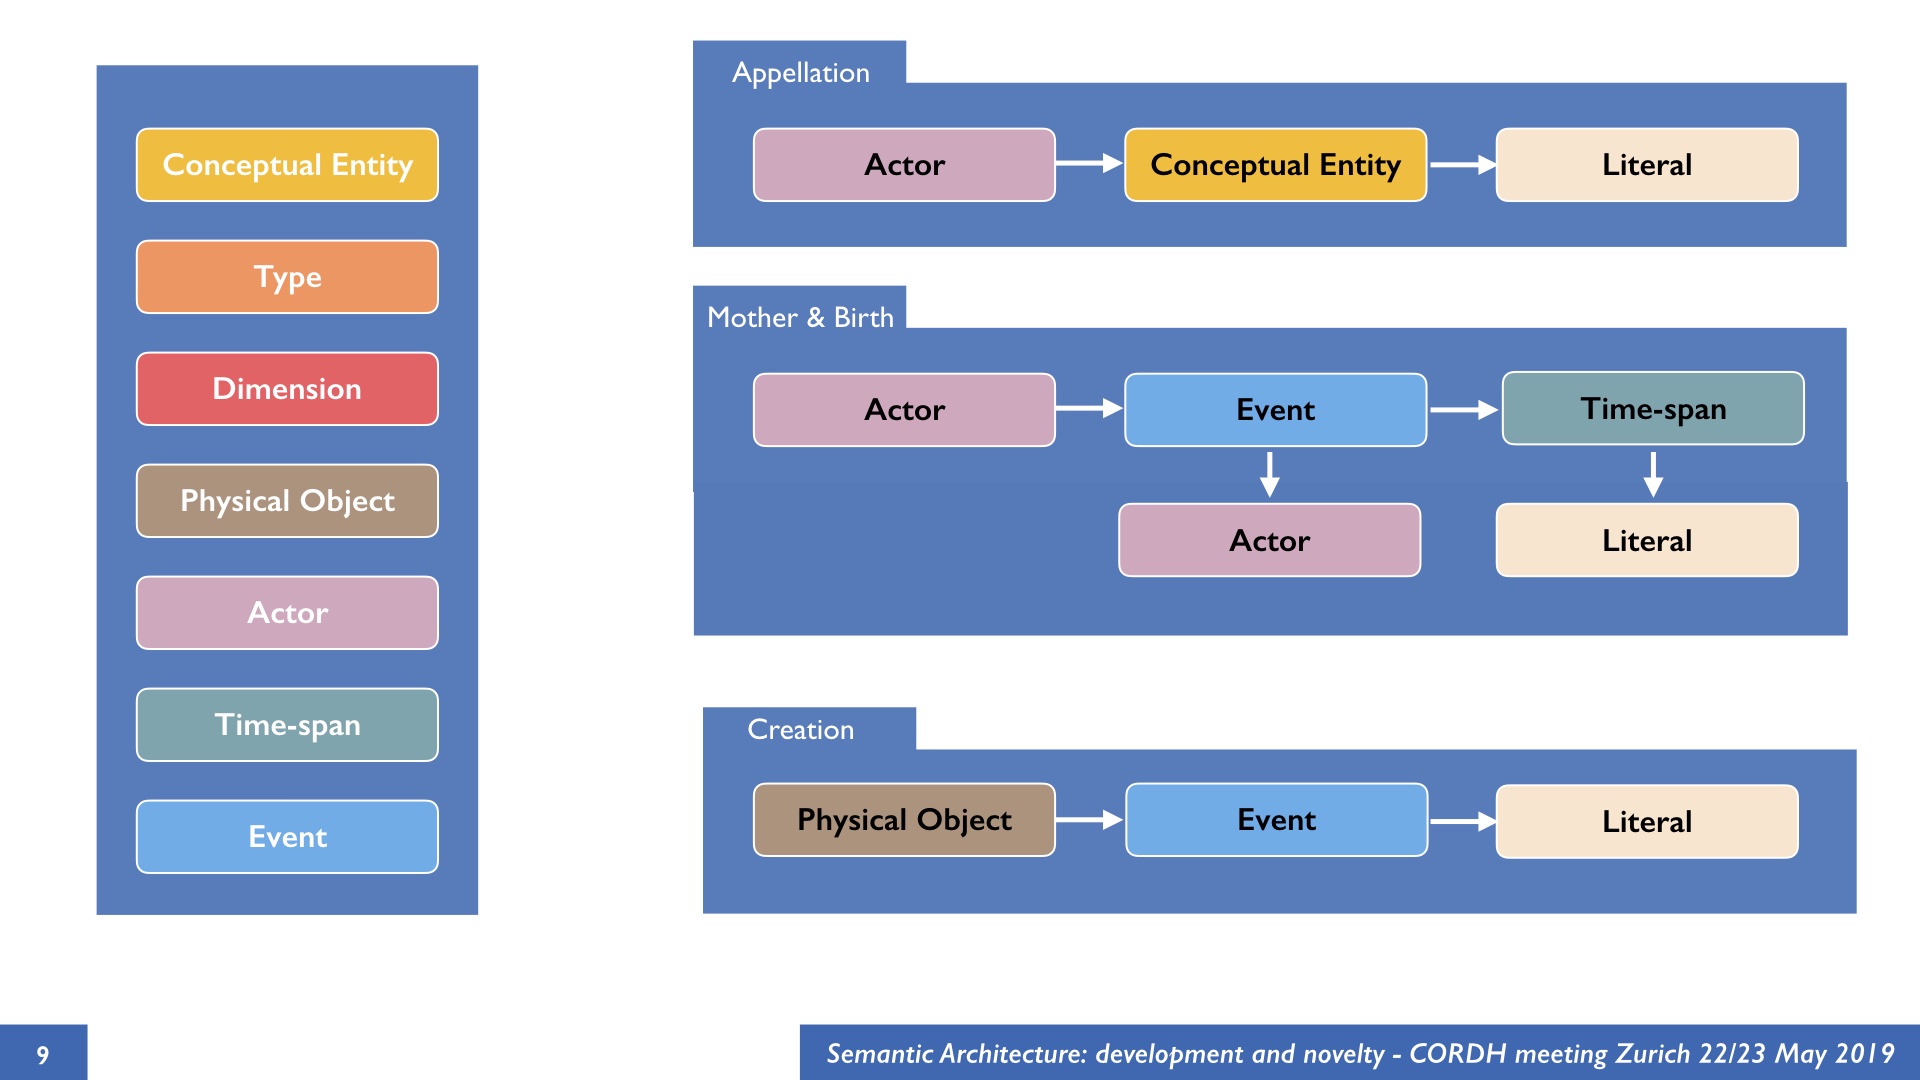 Conceptual Entity
Type
Dimension
Physical Object
Actor
Time-span
Event
Appellation
Actor
Conceptual Entity
Literal
Mother & Birth
Actor
Event
Time-span
Actor
Literal
Creation
Physical Object
Event
Literal
9
Semantic Architecture: development and novelty - CORDH meeting Zurich 22/23 May 2019